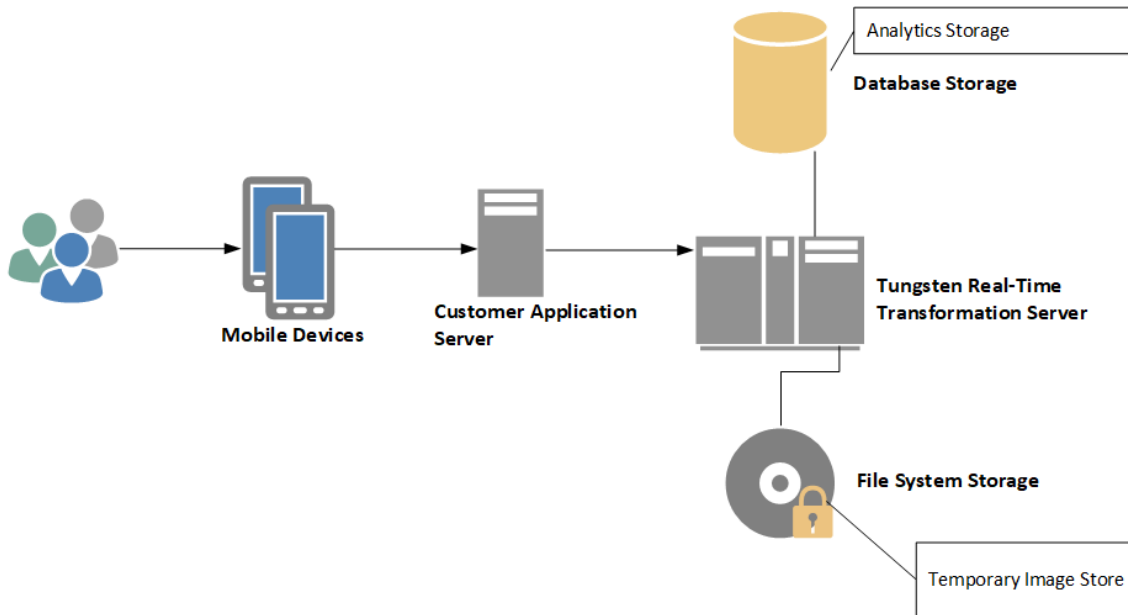 Analytics Storage
Database Storage
Tungsten Real-Time
Transformation Server
Customer Application
Server
Mobile Devices
File System Storage
Temporary Image Store